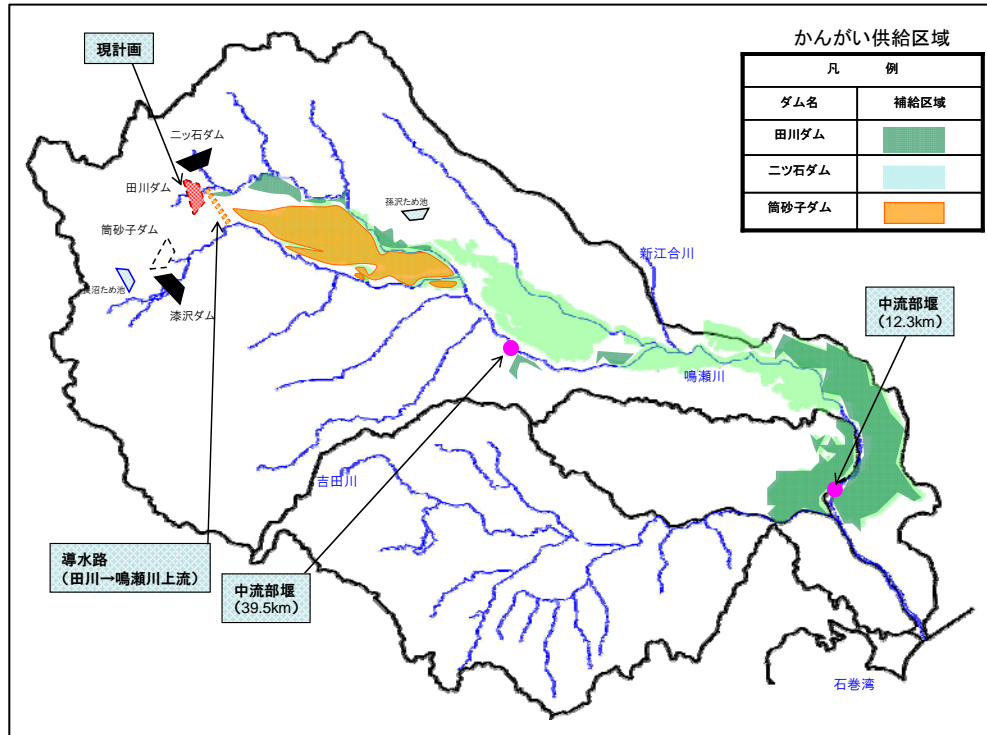 かんがい供給区域
凡 例
ダム名 補給区域
田川ダム
二ツ石ダム
筒砂子ダム
現計画
二ッ石ダム
田川ダム
孫沢ため池
筒砂子ダム
沼ため池
漆沢ダム
新江合川
中流部堰
（12.3km）
鳴瀬川
吉田川
導水路
（田川→鳴瀬川上流）
中流部堰
（39.5km）
石巻湾